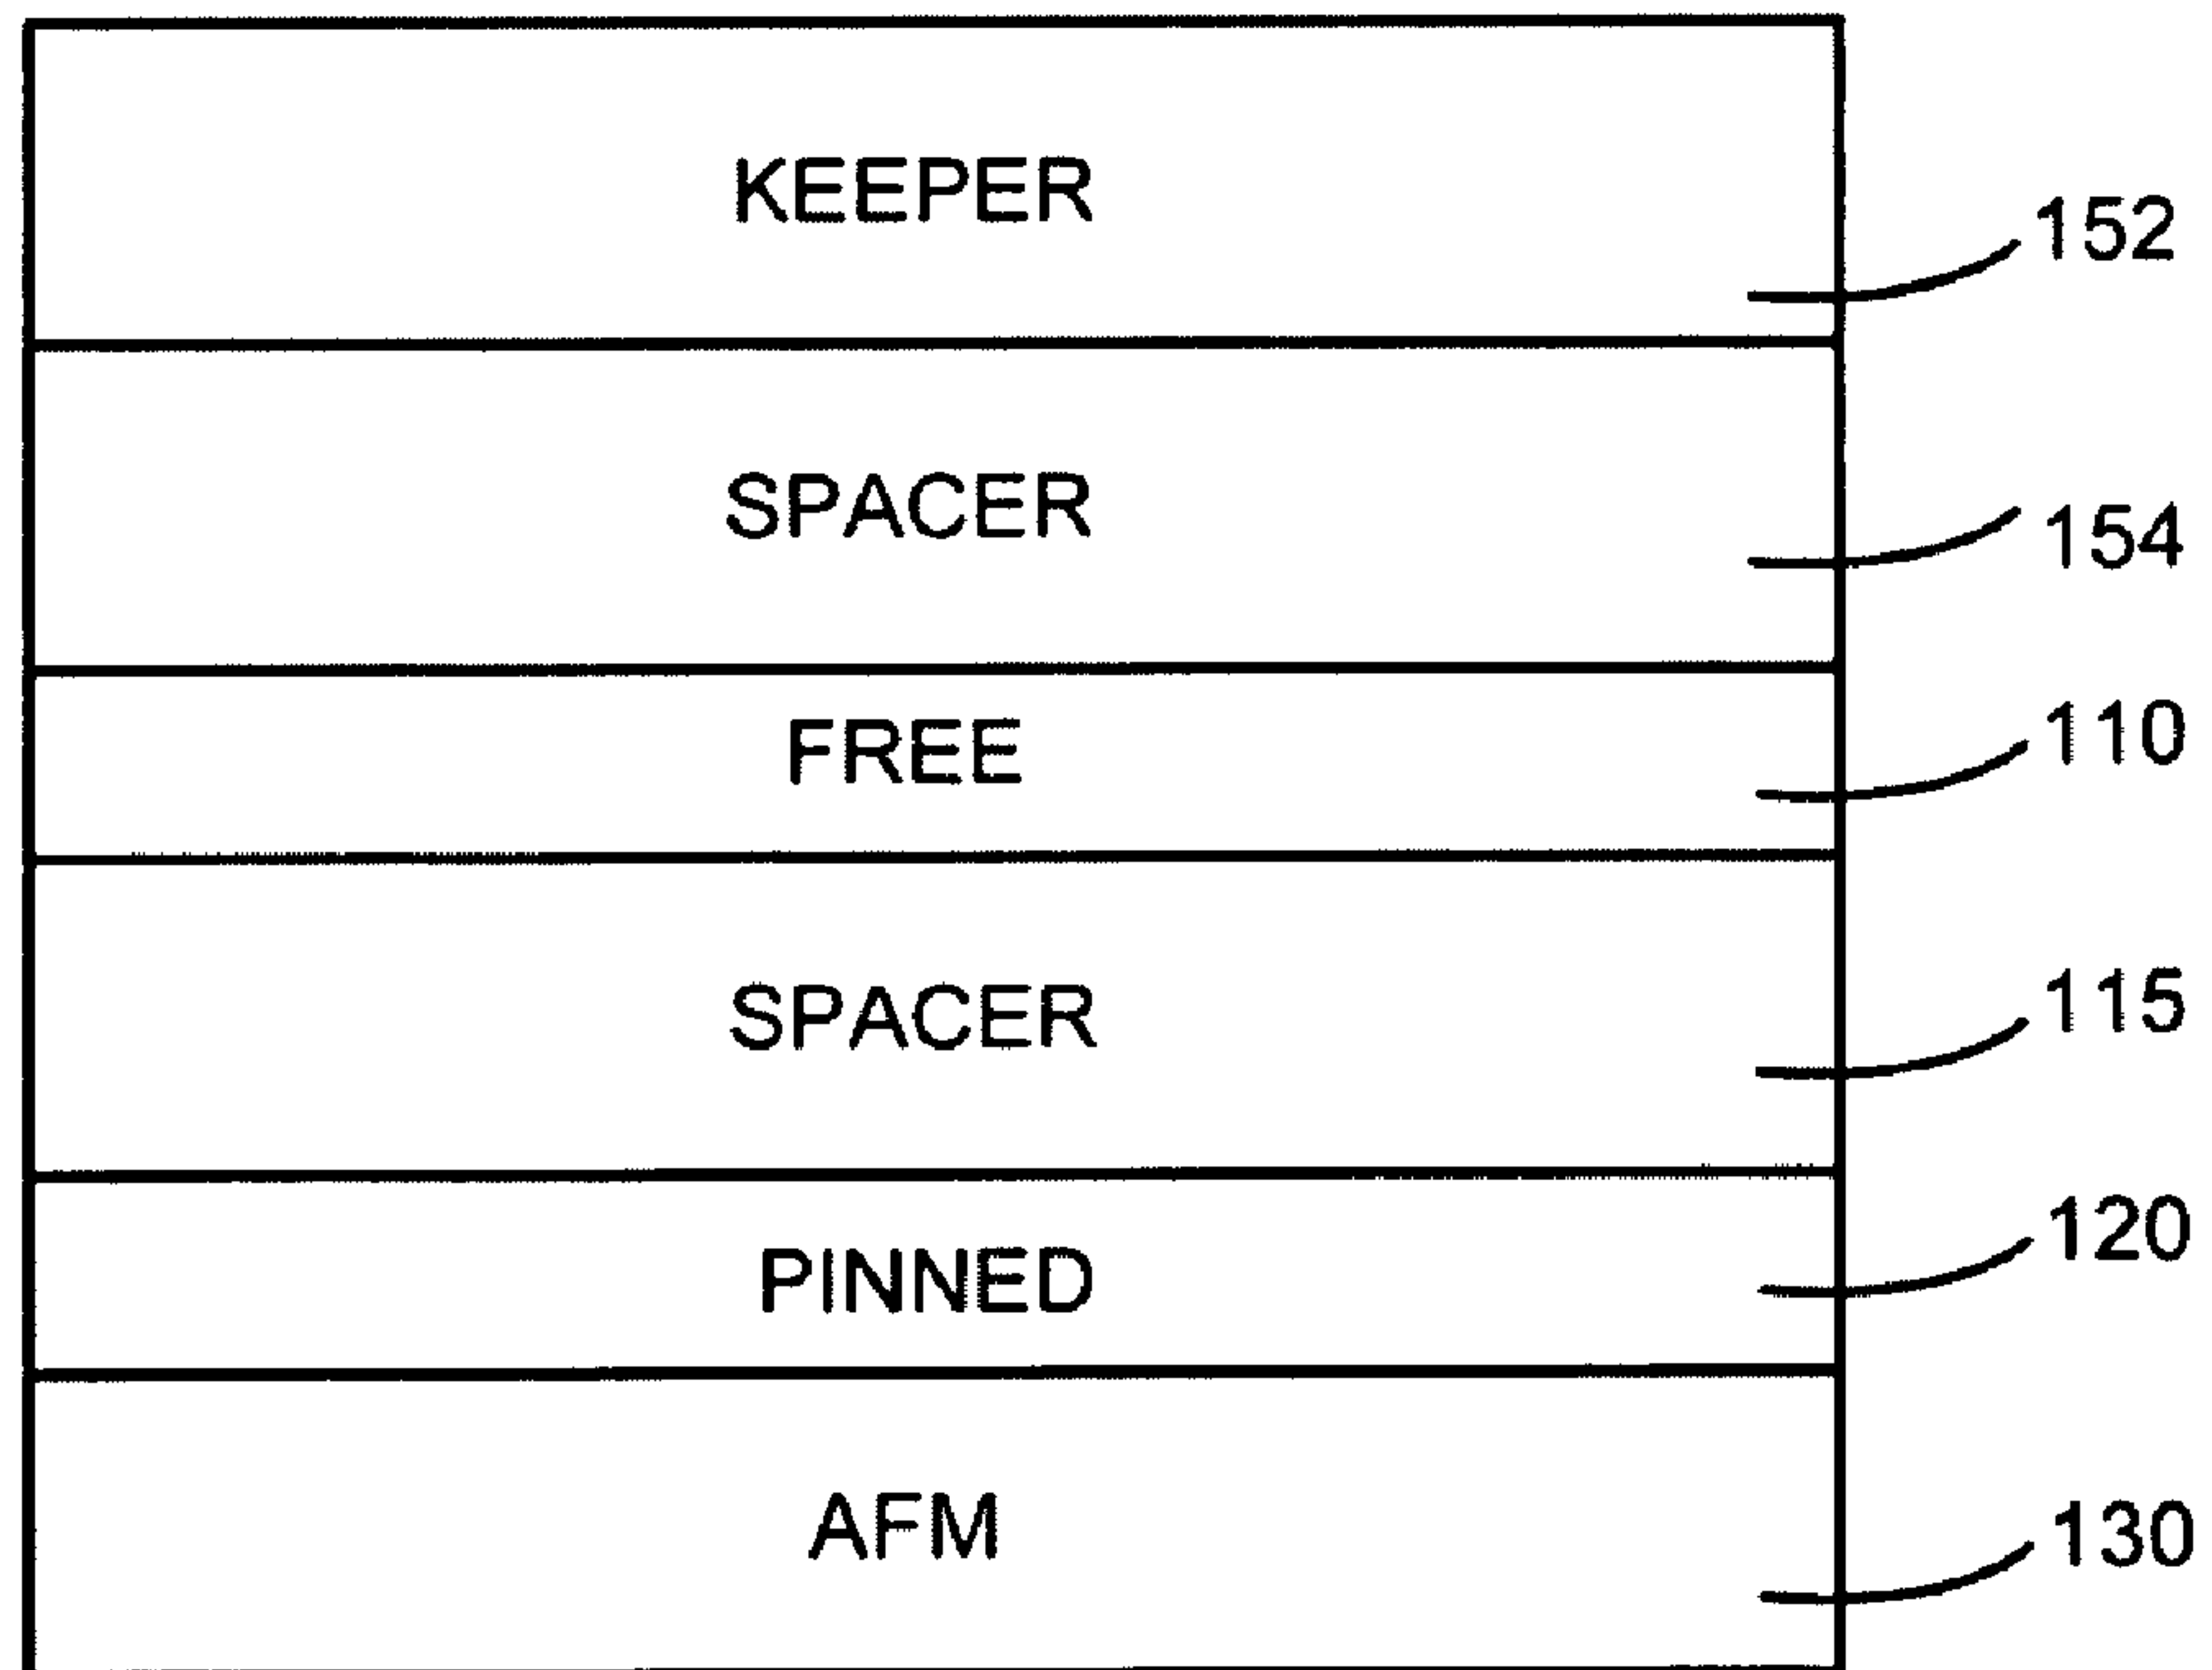 KEEPER
152
SPACER
154
FREE
110
SPACER
115
PINNED
120
AFM
130